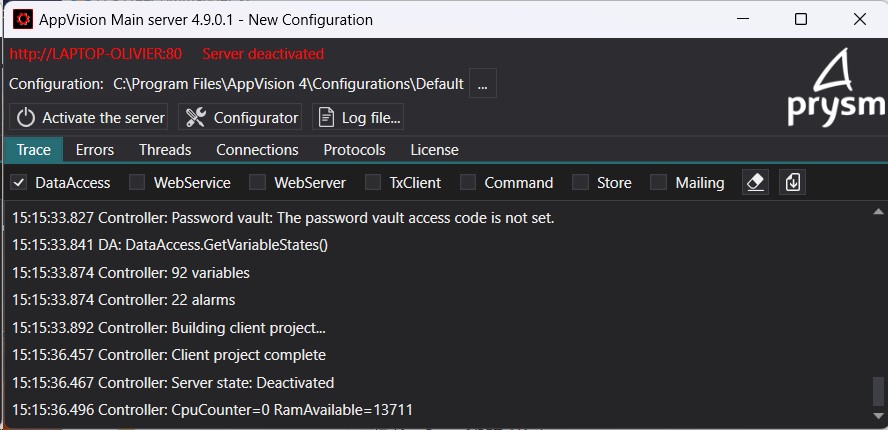 AppVision Main server 4.9.0.1 - New Configuration
http://LAPTOP-OLIVIER:80 Server deactivated
Configuration: C:\Program Files\AppVision 4\Configurations\Default ...
prysm
Activate the server Configurator Log file...
Trace Errors Threads Connections Protocols License
DataAccess WebService WebServer TxClient Command Store Mailing
15:15:33.827 Controller: Password vault: The password vault access code is not set.
15:15:33.841 DA: DataAccess.GetVariableStates()
15:15:33.874 Controller: 92 variables
15:15:33.874 Controller: 22 alarms
15:15:33.892 Controller: Building client project...
15:15:36.457 Controller: Client project complete
15:15:36.467 Controller: Server state: Deactivated
15:15:36.496 Controller: CpuCounter=0 RamAvailable=13711